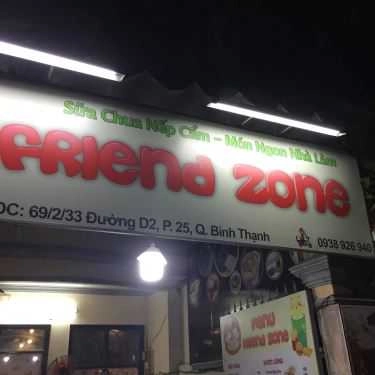 Sữa Chua Nếp Cẩm - Món Ngon Nhà Làm
FRIEND ZONE
ĐC: 69/2/33 Đường D2, P. 25, Q. Bình Thạnh
0938 926 940
MENU
FRIEND ZONE